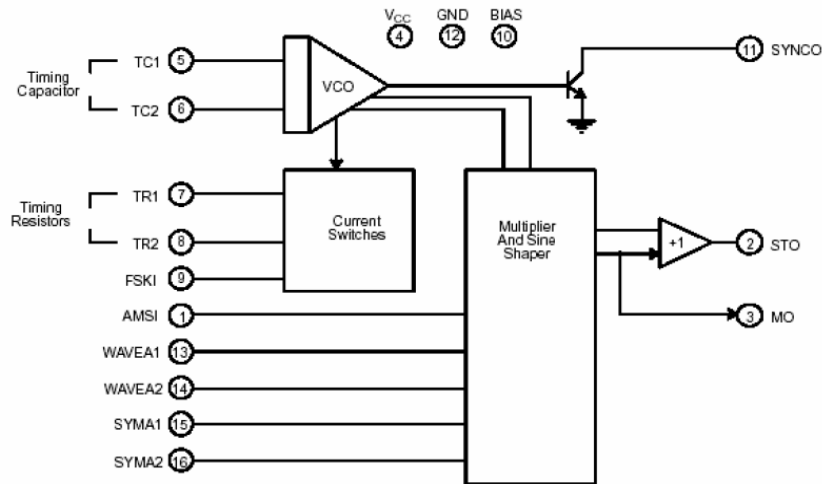 VCC GND BIAS
4 12 10
Timing
Capacitor
TC1 5
TC2 6
VCO
11 SYNCO
Timing
Resistors
TR1 7
TR2 8
FSKI 9
Current
Switches
AMSI 1
WAVEA1 13
WAVEA2 14
SYMA1 15
SYMA2 16
Multiplier
And Sine
Shaper
+1
2 STO
3 MO